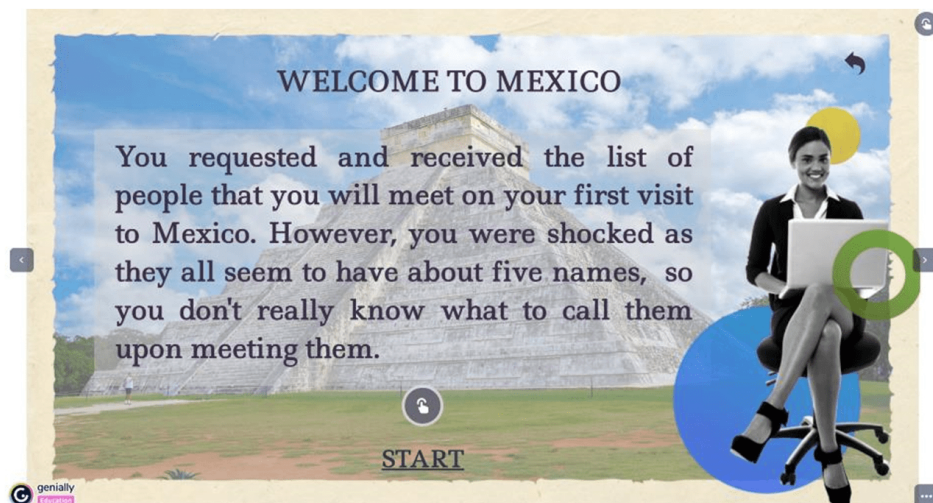 WELCOME TO MEXICO
You requested and received the list of
people that you will meet on your first visit
to Mexico. However, you were shocked as
they all seem to have about five names, so
you don't really know what to call them
upon meeting them.
START
genially
Education